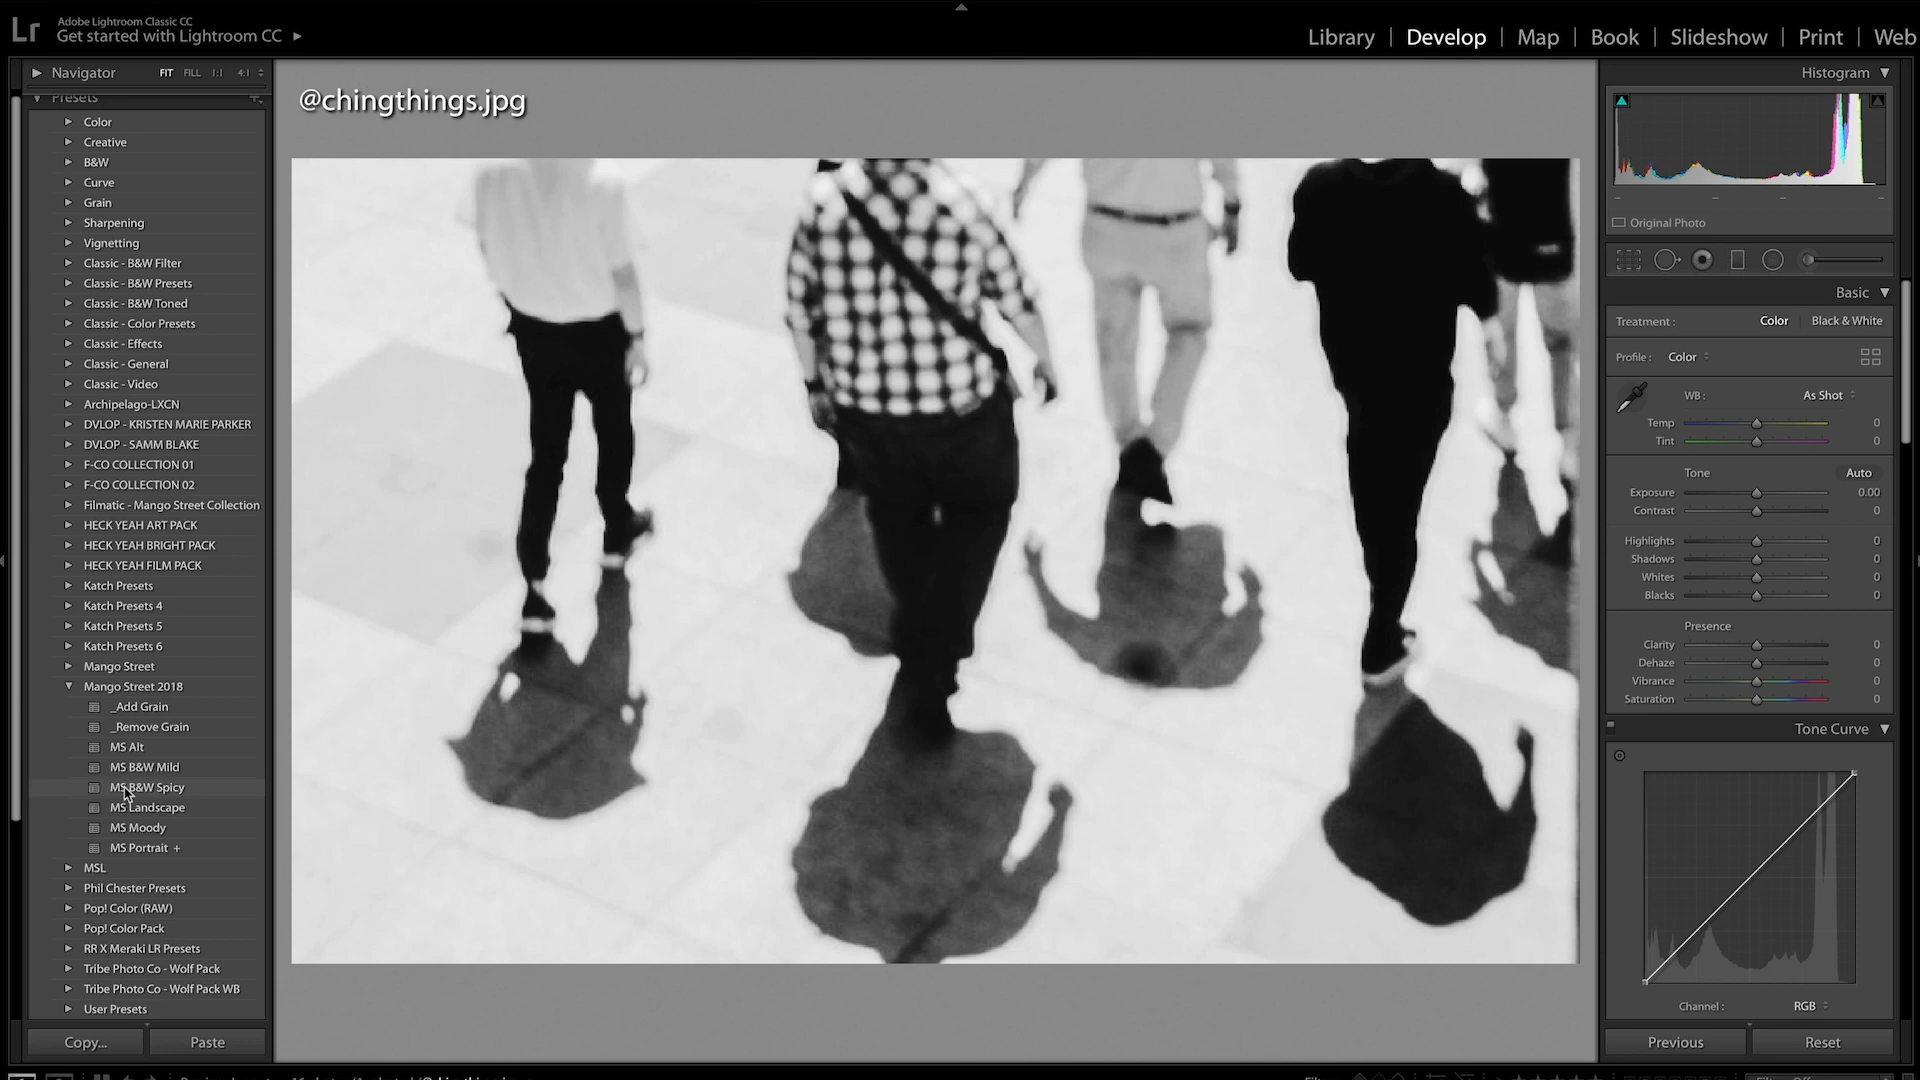 Lr
Adobe Lightroom Classic CC
Get started with Lightroom CC
Library | Develop | Map | Book | Slideshow | Print | Web
Navigator FIT FILL 1:1 4:1
Presets
Color
Creative
B&W
Curve
Grain
Sharpening
Vignetting
Classic - B&W Filter
Classic - B&W Presets
Classic - B&W Toned
Classic - Color Presets
Classic - Effects
Classic - General
Classic - Video
Archipelago-LXCN
DVLOP - KRISTEN MARIE PARKER
DVLOP - SAMM BLAKE
F-CO COLLECTION 01
F-CO COLLECTION 02
Filmatic - Mango Street Collection
HECK YEAH ART PACK
HECK YEAH BRIGHT PACK
HECK YEAH FILM PACK
Katch Presets
Katch Presets 4
Katch Presets 5
Katch Presets 6
Mango Street
Mango Street 2018
_Add Grain
_Remove Grain
MS Alt
MS B&W Mild
MS B&W Spicy
MS Landscape
MS Moody
MS Portrait +
MSL
Phil Chester Presets
Pop! Color (RAW)
Pop! Color Pack
RR X Meraki LR Presets
Tribe Photo Co - Wolf Pack
Tribe Photo Co - Wolf Pack WB
User Presets
Copy... Paste
@chingthings.jpg
Histogram
Original Photo
Basic
Treatment : Color | Black & White
Profile : Color
WB : As Shot
Temp 0
Tint 0
Tone Auto
Exposure 0.00
Contrast 0
Highlights 0
Shadows 0
Whites 0
Blacks 0
Presence
Clarity 0
Dehaze 0
Vibrance 0
Saturation 0
Tone Curve
Channel : RGB
Previous Reset